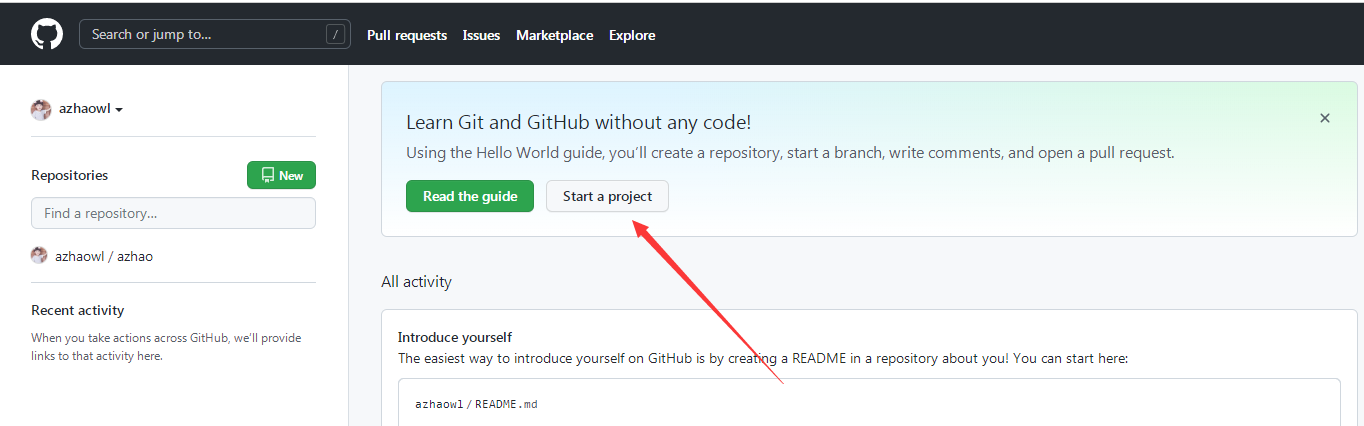 Search or jump to... / Pull requests Issues Marketplace Explore
azhaowl
Repositories New
Find a repository...
azhaowl / azhao
Recent activity
When you take actions across GitHub, we'll provide
links to that activity here.
Learn Git and GitHub without any code!
Using the Hello World guide, you'll create a repository, start a branch, write comments, and open a pull request.
Read the guide Start a project
All activity
Introduce yourself
The easiest way to introduce yourself on GitHub is by creating a README in a repository about you! You can start here:
azhaowl / README.md